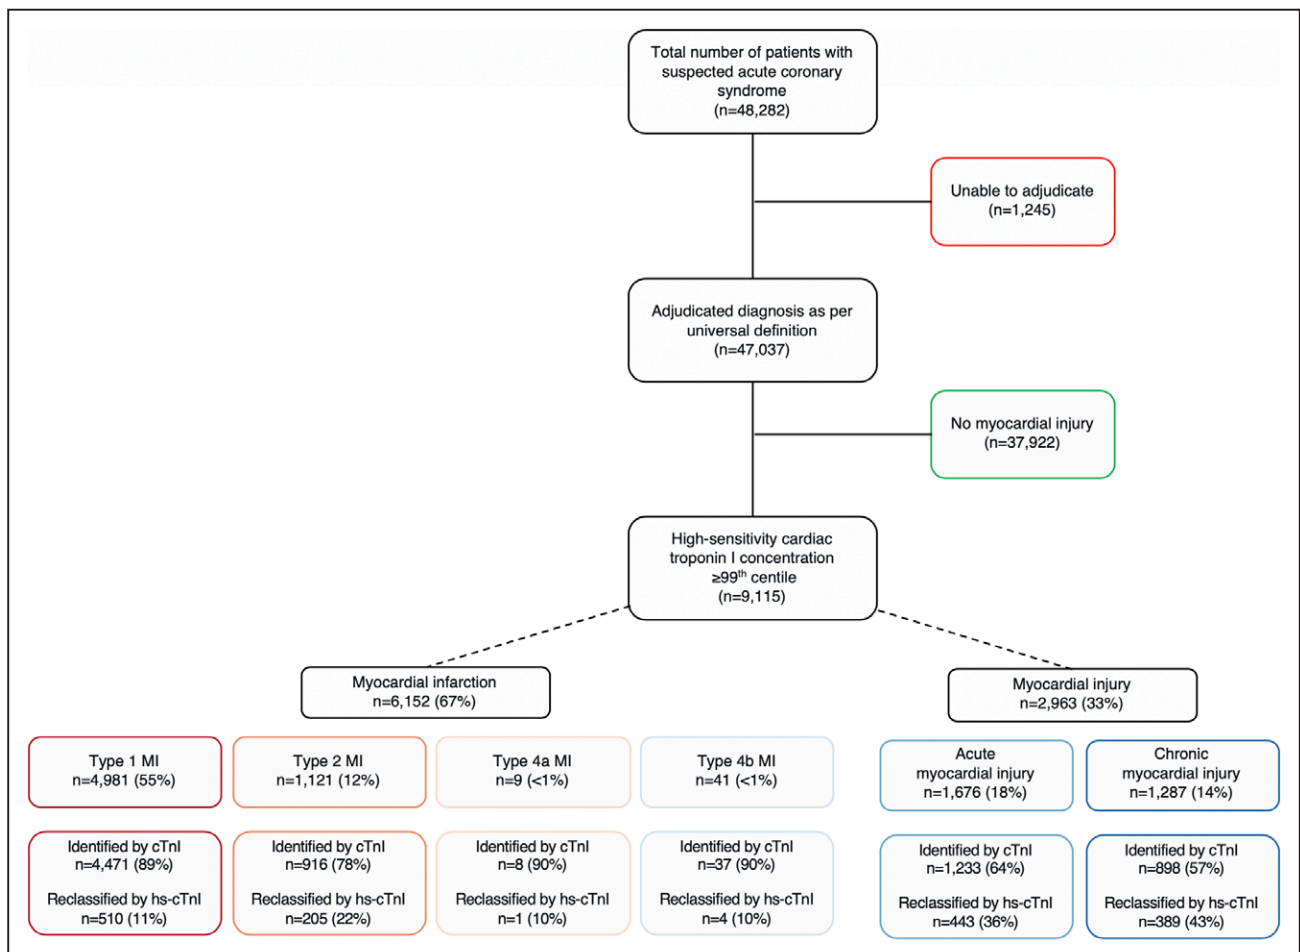 Total number of patients with
suspected acute coronary
syndrome
(n=48,282)
Unable to adjudicate
(n=1,245)
Adjudicated diagnosis as per
universal definition
(n=47,037)
No myocardial injury
(n=37,922)
High-sensitivity cardiac
troponin I concentration
≥99th centile
(n=9,115)
Myocardial infarction
n=6,152 (67%)
Myocardial injury
n=2,963 (33%)
Type 1 MI
n=4,981 (55%)
Type 2 MI
n=1,121 (12%)
Type 4a MI
n=9 (<1%)
Type 4b MI
n=41 (<1%)
Acute
myocardial injury
n=1,676 (18%)
Chronic
myocardial injury
n=1,287 (14%)
Identified by cTnI
n=4,471 (89%)
Reclassified by hs-cTnI
n=510 (11%)
Identified by cTnI
n=916 (78%)
Reclassified by hs-cTnI
n=205 (22%)
Identified by cTnI
n=8 (90%)
Reclassified by hs-cTnI
n=1 (10%)
Identified by cTnI
n=37 (90%)
Reclassified by hs-cTnI
n=4 (10%)
Identified by cTnI
n=1,233 (64%)
Reclassified by hs-cTnI
n=443 (36%)
Identified by cTnI
n=898 (57%)
Reclassified by hs-cTnI
n=389 (43%)